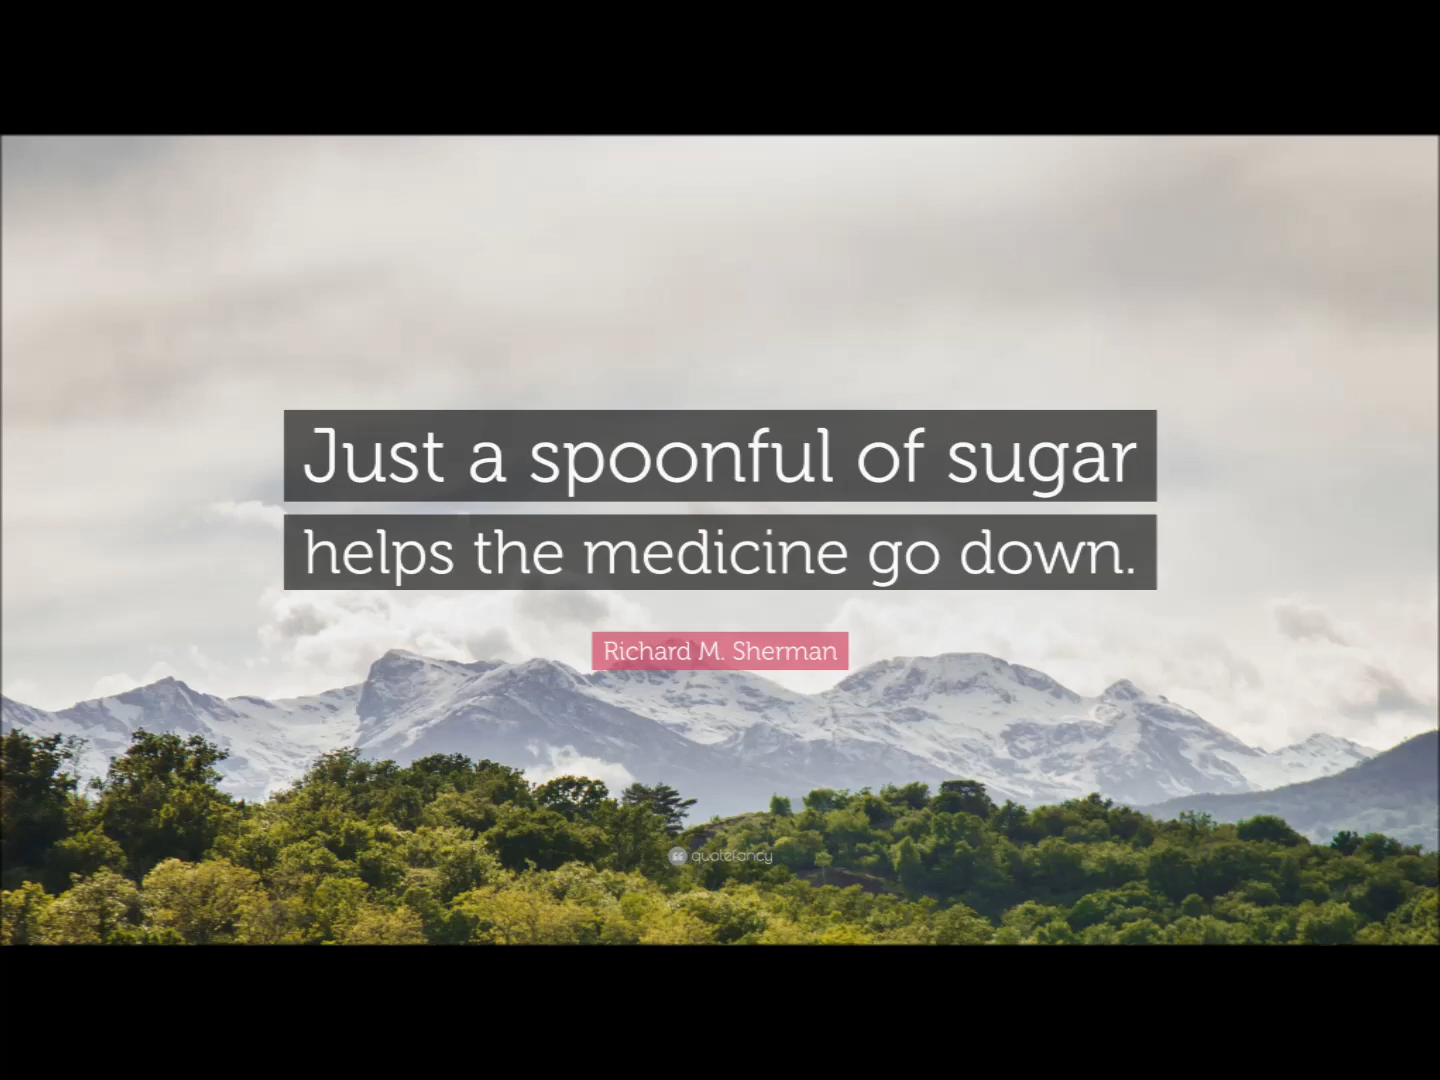 Just a spoonful of sugar
helps the medicine go down.
Richard M. Sherman
quotefancy